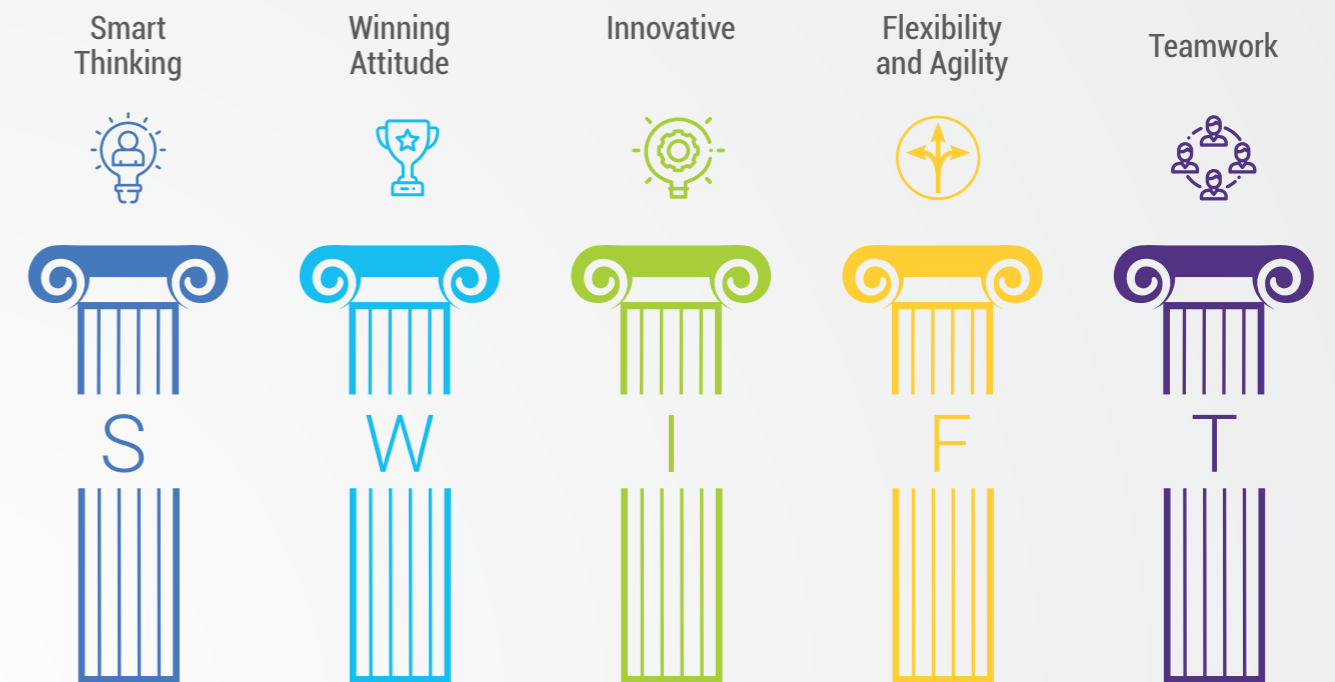 Smart
Thinking
Winning
Attitude
Innovative
Flexibility
and Agility
Teamwork
S
W
I
F
T